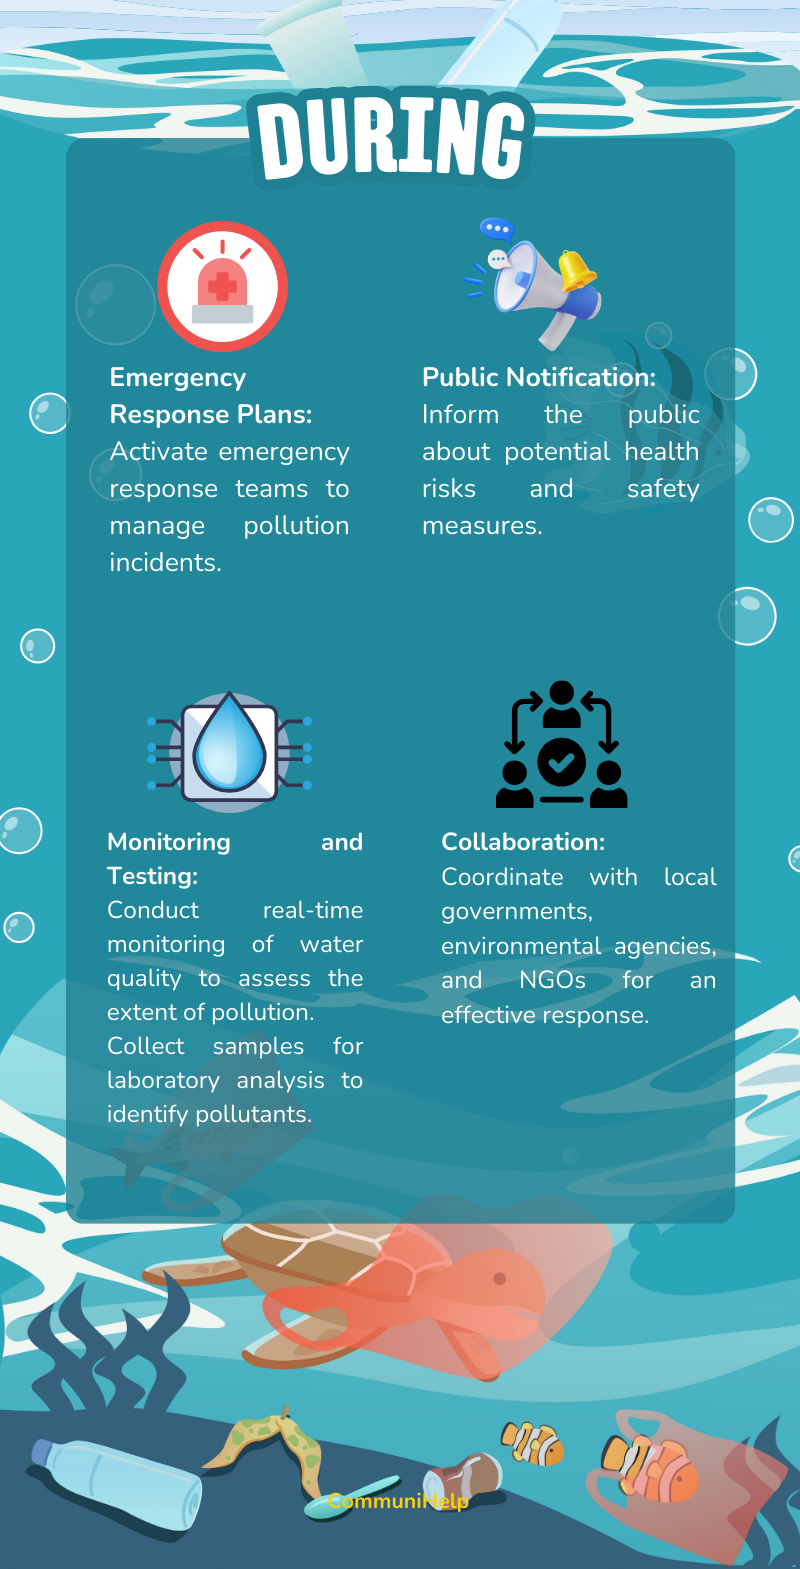 DURING
Emergency
Response Plans:
Activate emergency
response teams to
manage pollution
incidents.
Public Notification:
Inform the public
about potential health
risks and safety
measures.
Monitoring and
Testing:
Conduct real-time
monitoring of water
quality to assess the
extent of pollution.
Collect samples for
laboratory analysis to
identify pollutants.
Collaboration:
Coordinate with local
governments,
environmental agencies,
and NGOs for an
effective response.
CommuniHelp